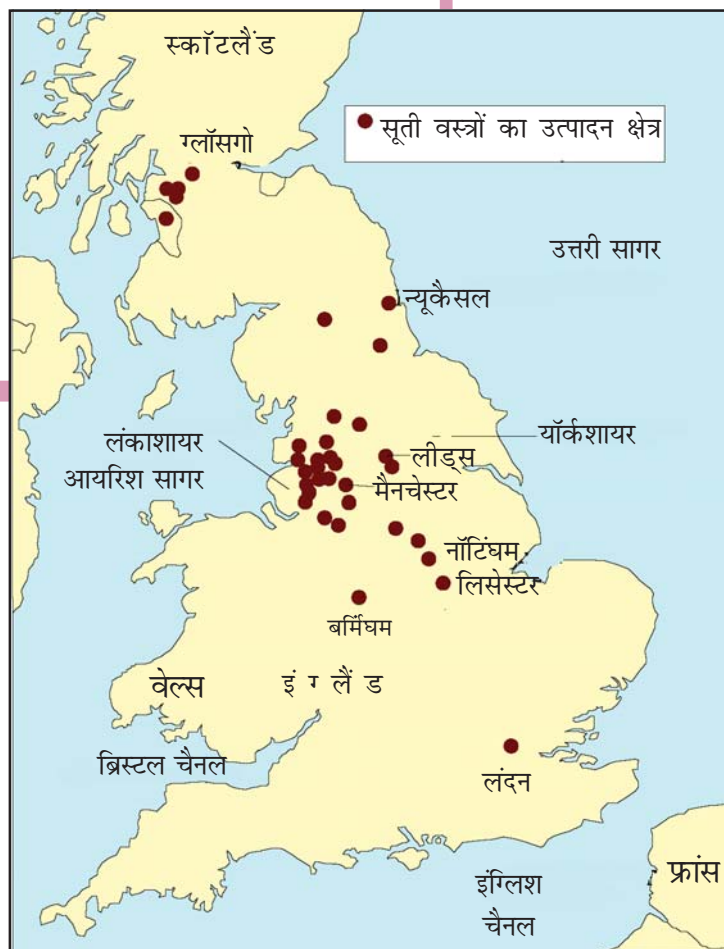 स्कॉटलैंड
ग्लॉसगो
सूती वस्त्रों का उत्पादन क्षेत्र
उत्तरी सागर
न्यूकैसल
लंकाशायर
आयरिश सागर
यॉर्कशायर
लीड्स
मैनचेस्टर
नॉटिंघम
लिसेस्टर
बर्मिंघम
वेल्स
इंग्लैंड
ब्रिस्टल चैनल
लंदन
इंग्लिश
चैनल
फ्रांस